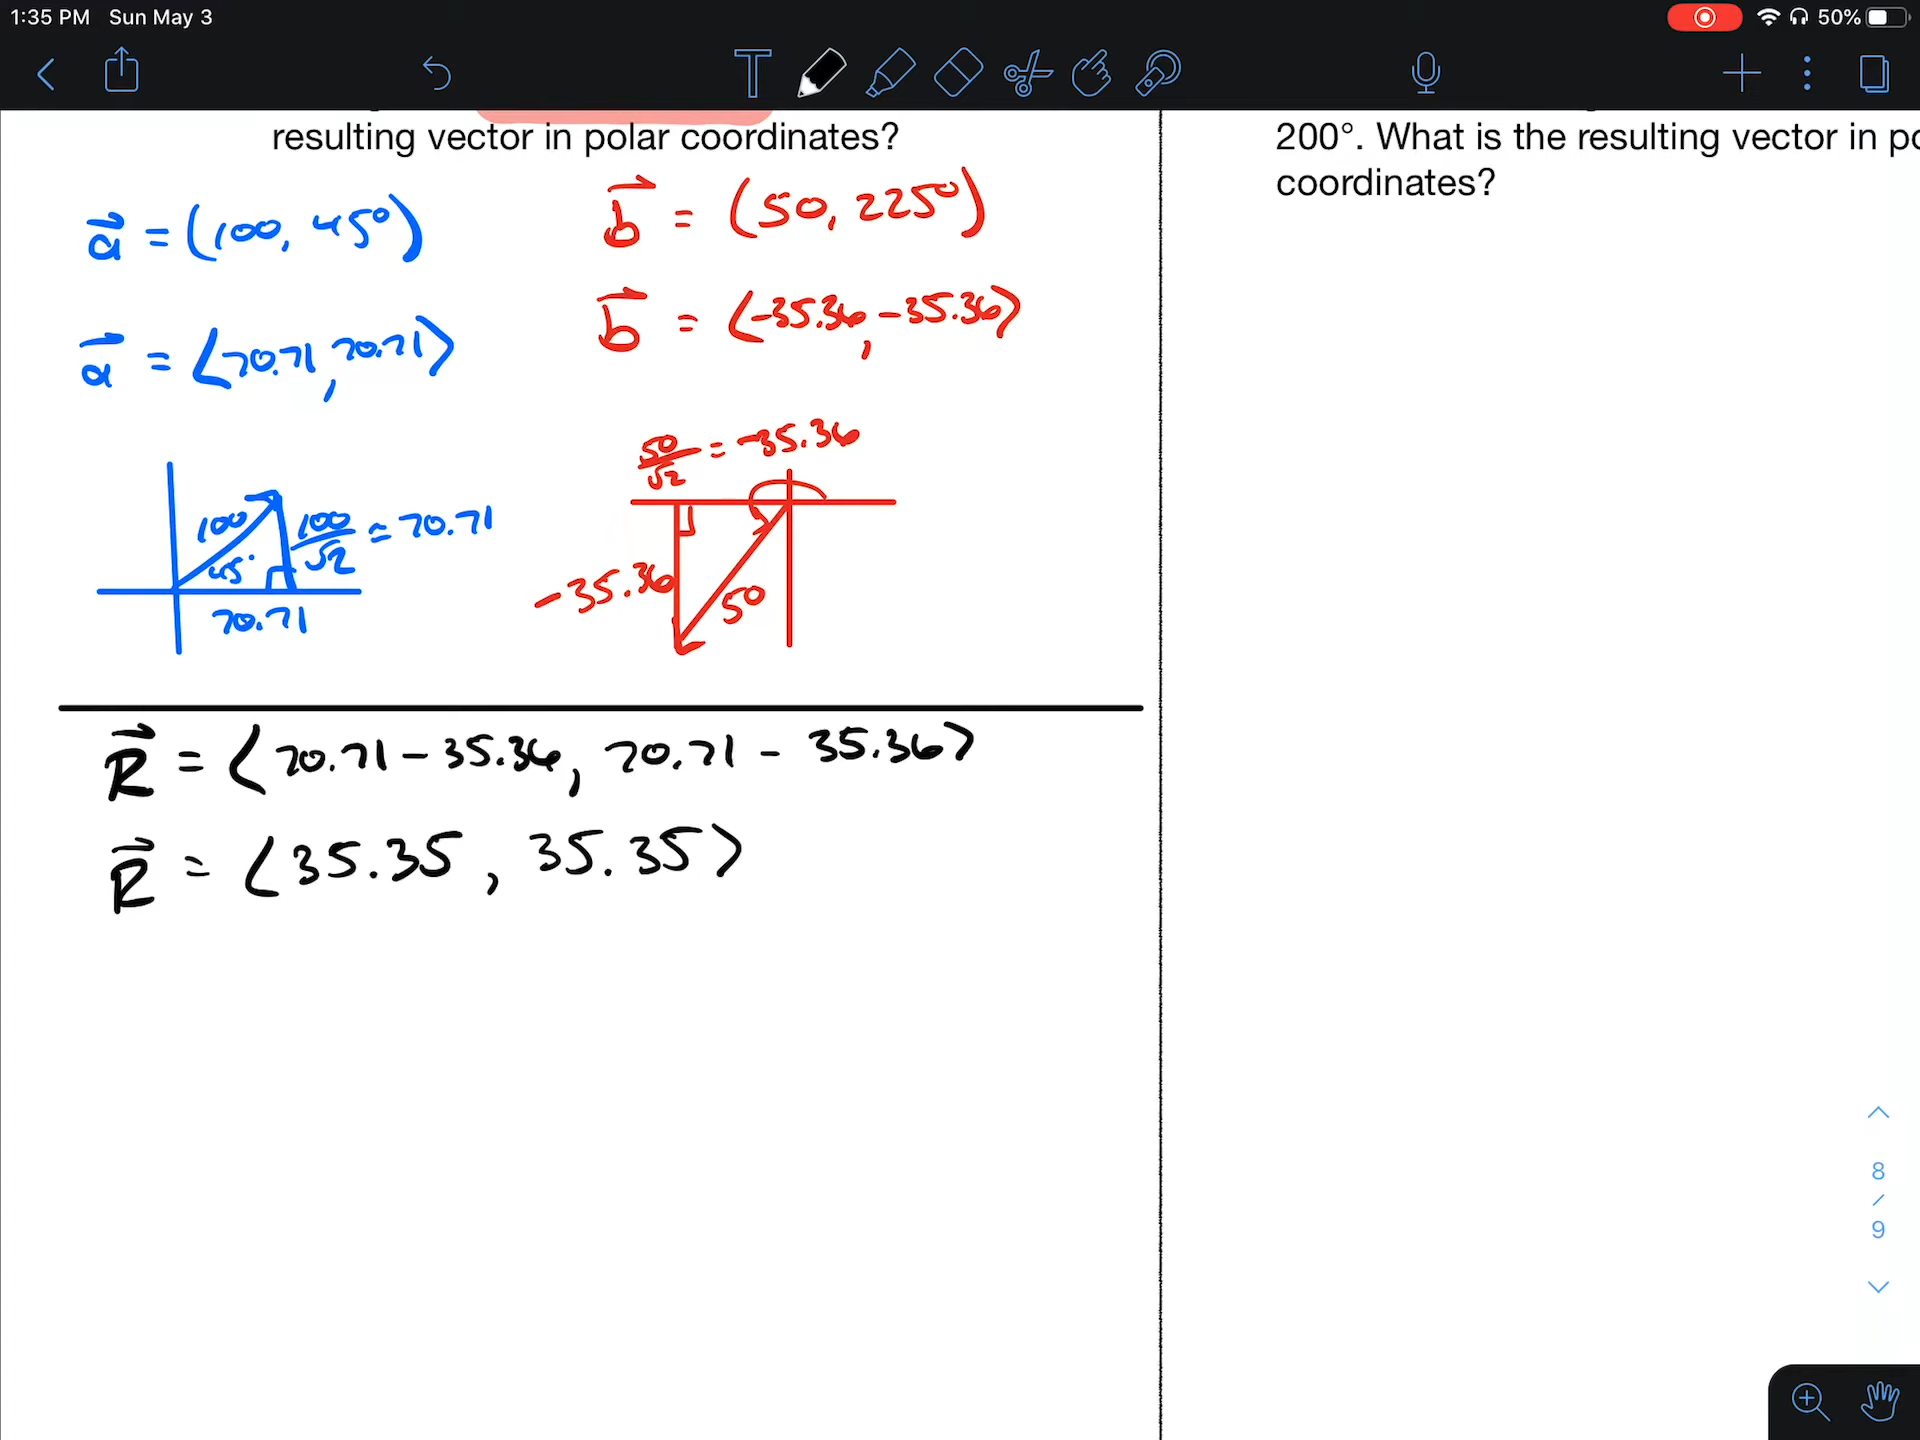 1:35 PM Sun May 3
50%
resulting vector in polar coordinates?
a⃗ = (100, 45°)
a⃗ = ⟨70.71, 70.71⟩
100
45°
100/√2 = 70.71
70.71
b⃗ = (50, 225°)
b⃗ = ⟨-35.36, -35.36⟩
50/√2 = -35.36
-35.36
50
R⃗ = ⟨70.71 - 35.36, 70.71 - 35.36⟩
R⃗ = ⟨35.35, 35.35⟩
200°. What is the resulting vector in po
coordinates?
8
/
9